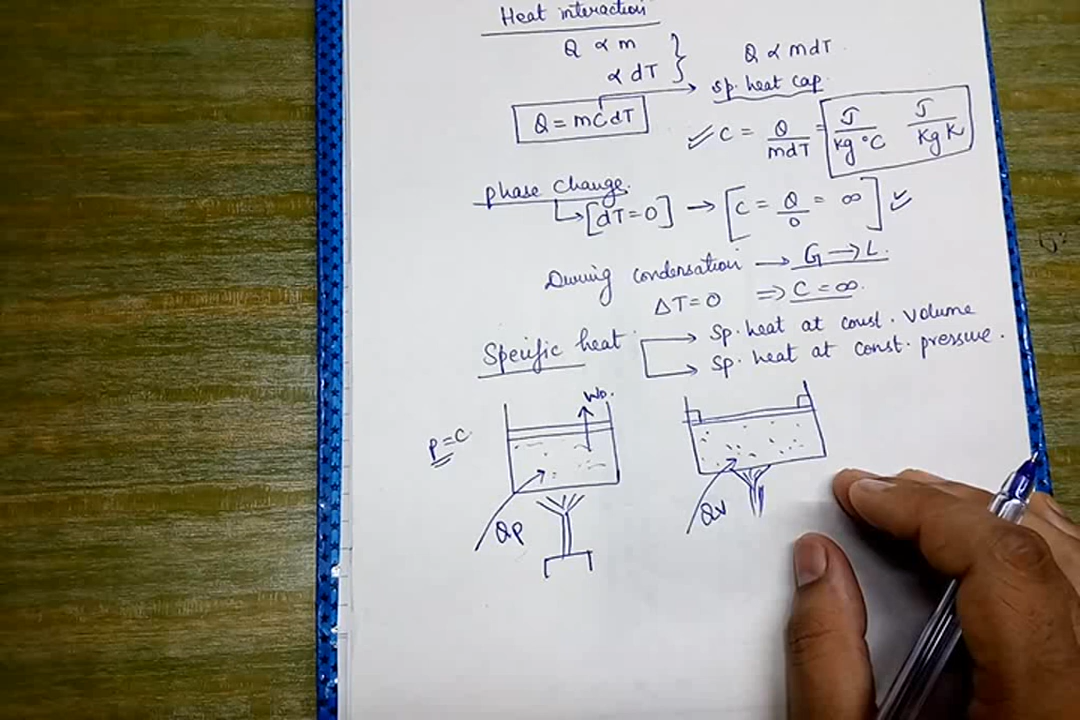 Heat interaction
Q ∝ m
∝ dT } Q ∝ mdT
sp. heat cap.
Q = mCdT
C = Q/mdT = J/kg°C J/kg K
phase change.
[dT=0] → [C = Q/0 = ∞]
During condensation → G → L.
ΔT=0 ⇒ C = ∞.
Specific heat → Sp. heat at const. volume
→ Sp. heat at const. pressure.
P=C
Wo.
Qp
Qv